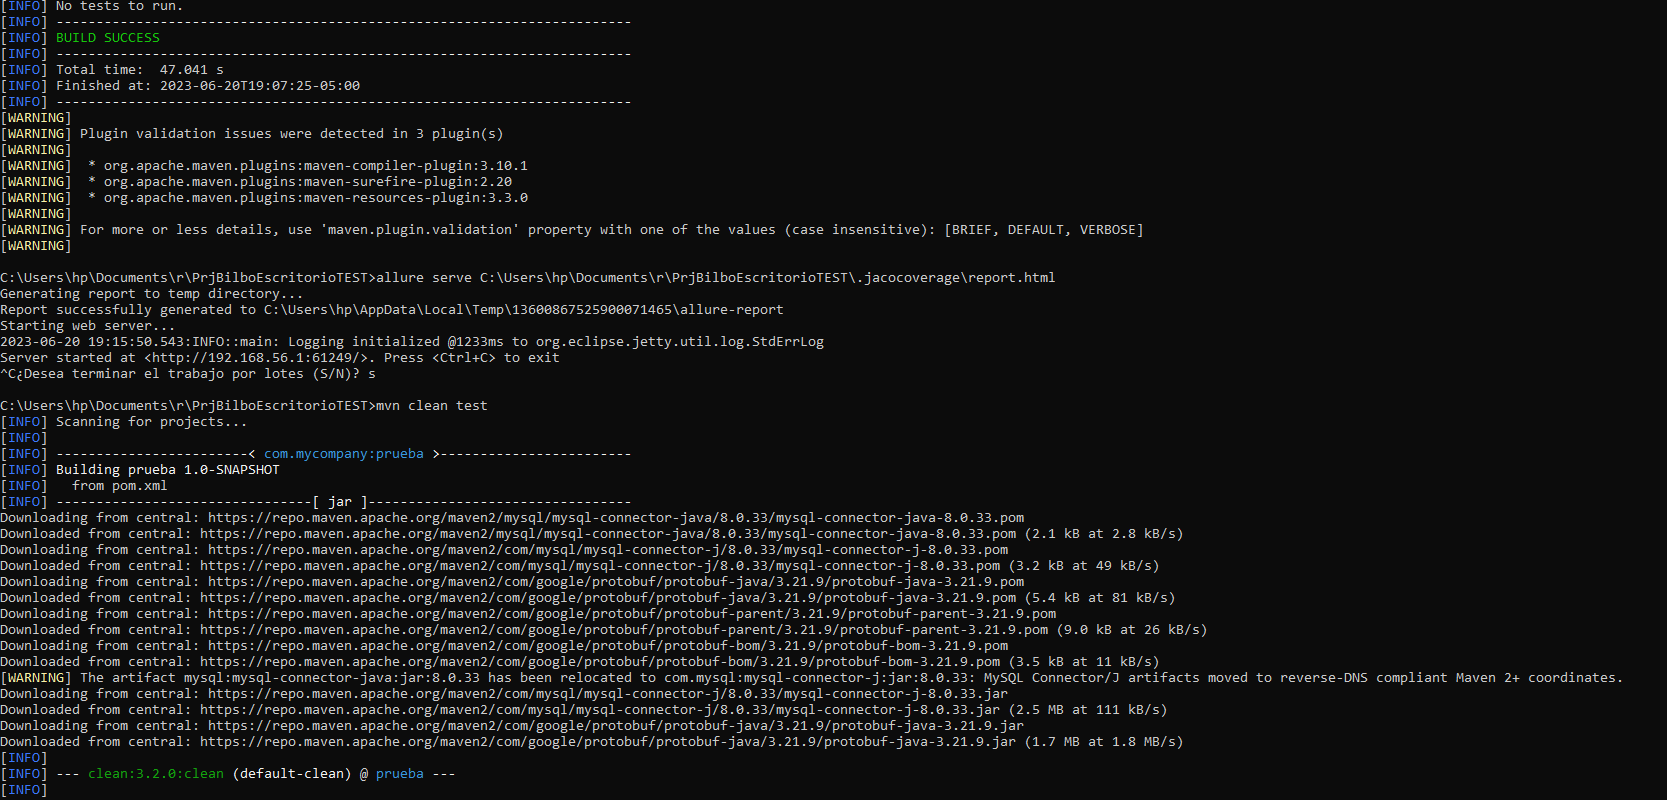 [INFO] No tests to run.
[INFO] ------------------------------------------------------------------------
[INFO] BUILD SUCCESS
[INFO] ------------------------------------------------------------------------
[INFO] Total time:  47.041 s
[INFO] Finished at: 2023-06-20T19:07:25-05:00
[INFO] ------------------------------------------------------------------------
[WARNING]
[WARNING] Plugin validation issues were detected in 3 plugin(s)
[WARNING]
[WARNING]  * org.apache.maven.plugins:maven-compiler-plugin:3.10.1
[WARNING]  * org.apache.maven.plugins:maven-surefire-plugin:2.20
[WARNING]  * org.apache.maven.plugins:maven-resources-plugin:3.3.0
[WARNING]
[WARNING] For more or less details, use 'maven.plugin.validation' property with one of the values (case insensitive): [BRIEF, DEFAULT, VERBOSE]
[WARNING]
C:\Users\hp\Documents\r\PrjBilboEscritorioTEST>allure serve C:\Users\hp\Documents\r\PrjBilboEscritorioTEST\.jacocoverage\report.html
Generating report to temp directory...
Report successfully generated to C:\Users\hp\AppData\Local\Temp\13600867525900071465\allure-report
Starting web server...
2023-06-20 19:15:50.543:INFO::main: Logging initialized @1233ms to org.eclipse.jetty.util.log.StdErrLog
Server started at <http://192.168.56.1:61249/>. Press <Ctrl+C> to exit
^C¿Desea terminar el trabajo por lotes (S/N)? s
C:\Users\hp\Documents\r\PrjBilboEscritorioTEST>mvn clean test
[INFO] Scanning for projects...
[INFO]
[INFO] ------------------------< com.mycompany:prueba >------------------------
[INFO] Building prueba 1.0-SNAPSHOT
[INFO]   from pom.xml
[INFO] --------------------------------[ jar ]---------------------------------
Downloading from central: https://repo.maven.apache.org/maven2/mysql/mysql-connector-java/8.0.33/mysql-connector-java-8.0.33.pom
Downloaded from central: https://repo.maven.apache.org/maven2/mysql/mysql-connector-java/8.0.33/mysql-connector-java-8.0.33.pom (2.1 kB at 2.8 kB/s)
Downloading from central: https://repo.maven.apache.org/maven2/com/mysql/mysql-connector-j/8.0.33/mysql-connector-j-8.0.33.pom
Downloaded from central: https://repo.maven.apache.org/maven2/com/mysql/mysql-connector-j/8.0.33/mysql-connector-j-8.0.33.pom (3.2 kB at 49 kB/s)
Downloading from central: https://repo.maven.apache.org/maven2/com/google/protobuf/protobuf-java/3.21.9/protobuf-java-3.21.9.pom
Downloaded from central: https://repo.maven.apache.org/maven2/com/google/protobuf/protobuf-java/3.21.9/protobuf-java-3.21.9.pom (5.4 kB at 81 kB/s)
Downloading from central: https://repo.maven.apache.org/maven2/com/google/protobuf/protobuf-parent/3.21.9/protobuf-parent-3.21.9.pom
Downloaded from central: https://repo.maven.apache.org/maven2/com/google/protobuf/protobuf-parent/3.21.9/protobuf-parent-3.21.9.pom (9.0 kB at 26 kB/s)
Downloading from central: https://repo.maven.apache.org/maven2/com/google/protobuf/protobuf-bom/3.21.9/protobuf-bom-3.21.9.pom
Downloaded from central: https://repo.maven.apache.org/maven2/com/google/protobuf/protobuf-bom/3.21.9/protobuf-bom-3.21.9.pom (3.5 kB at 11 kB/s)
[WARNING] The artifact mysql:mysql-connector-java:jar:8.0.33 has been relocated to com.mysql:mysql-connector-j:jar:8.0.33: MySQL Connector/J artifacts moved to reverse-DNS compliant Maven 2+ coordinates.
Downloading from central: https://repo.maven.apache.org/maven2/com/mysql/mysql-connector-j/8.0.33/mysql-connector-j-8.0.33.jar
Downloaded from central: https://repo.maven.apache.org/maven2/com/mysql/mysql-connector-j/8.0.33/mysql-connector-j-8.0.33.jar (2.5 MB at 111 kB/s)
Downloading from central: https://repo.maven.apache.org/maven2/com/google/protobuf/protobuf-java/3.21.9/protobuf-java-3.21.9.jar
Downloaded from central: https://repo.maven.apache.org/maven2/com/google/protobuf/protobuf-java/3.21.9/protobuf-java-3.21.9.jar (1.7 MB at 1.8 MB/s)
[INFO]
[INFO] --- clean:3.2.0:clean (default-clean) @ prueba ---
[INFO]